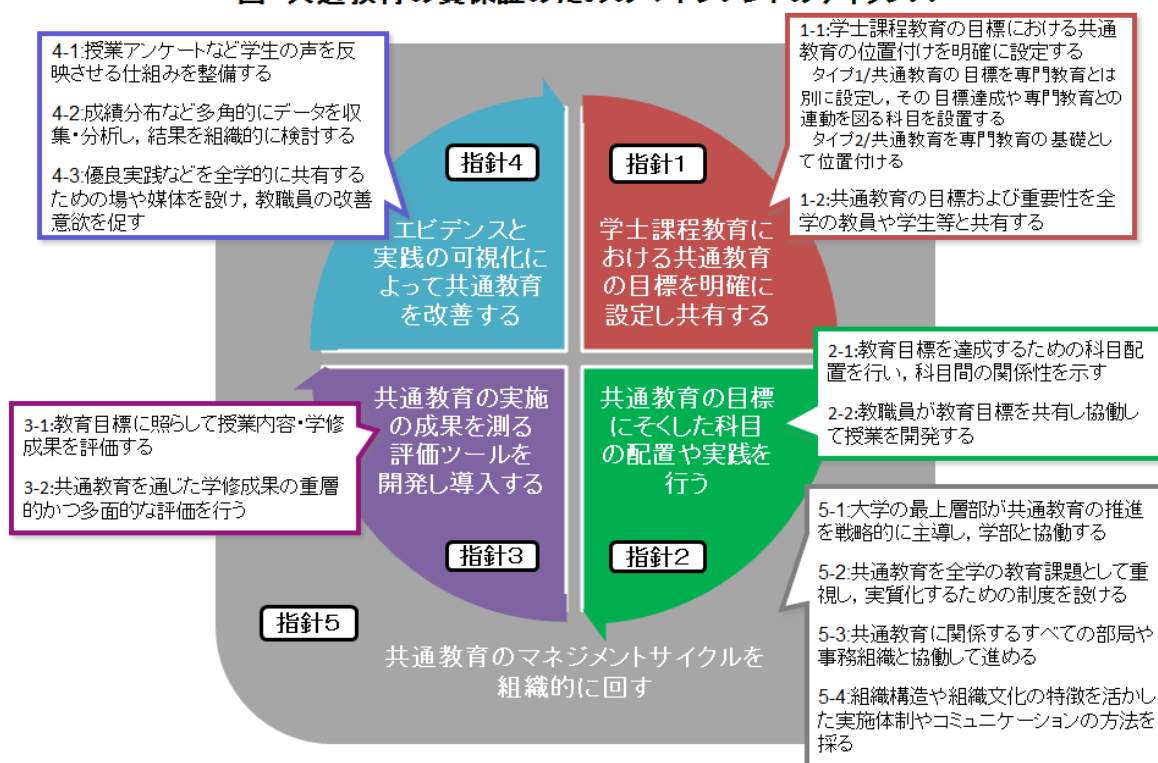 4-1:授業アンケートなど学生の声を反
映させる仕組みを整備する
4-2:成績分布など多角的にデータを収
集・分析し，結果を組織的に検討する
4-3:優良実践などを全学的に共有する
ための場や媒体を設け，教職員の改善
意欲を促す
1-1:学士課程教育の目標における共通
教育の位置付けを明確に設定する
タイプ1/共通教育の目標を専門教育とは
別に設定し，その目標達成や専門教育との
連動を図る科目を設置する
タイプ2/共通教育を専門教育の基礎とし
て位置付ける
1-2:共通教育の目標および重要性を全
学の教員や学生等と共有する
指針4
エビデンスと
実践の可視化に
よって共通教育
を改善する
指針1
学士課程教育に
おける共通教育
の目標を明確に
設定し共有する
2-1:教育目標を達成するための科目配
置を行い，科目間の関係性を示す
2-2:教職員が教育目標を共有し協働し
て授業を開発する
3-1:教育目標に照らして授業内容・学修
成果を評価する
3-2:共通教育を通じた学修成果の重層
的かつ多面的な評価を行う
共通教育の実施
の成果を測る
評価ツールを
開発し導入する
指針3
共通教育の目標
にそくした科目
の配置や実践を
行う
指針2
5-1:大学の最上層部が共通教育の推進
を戦略的に主導し，学部と協働する
5-2:共通教育を全学の教育課題として重
視し，実質化するための制度を設ける
5-3:共通教育に関係するすべての部局や
事務組織と協働して進める
5-4:組織構造や組織文化の特徴を活かし
た実施体制やコミュニケーションの方法を
採る
指針5
共通教育のマネジメントサイクルを
組織的に回す